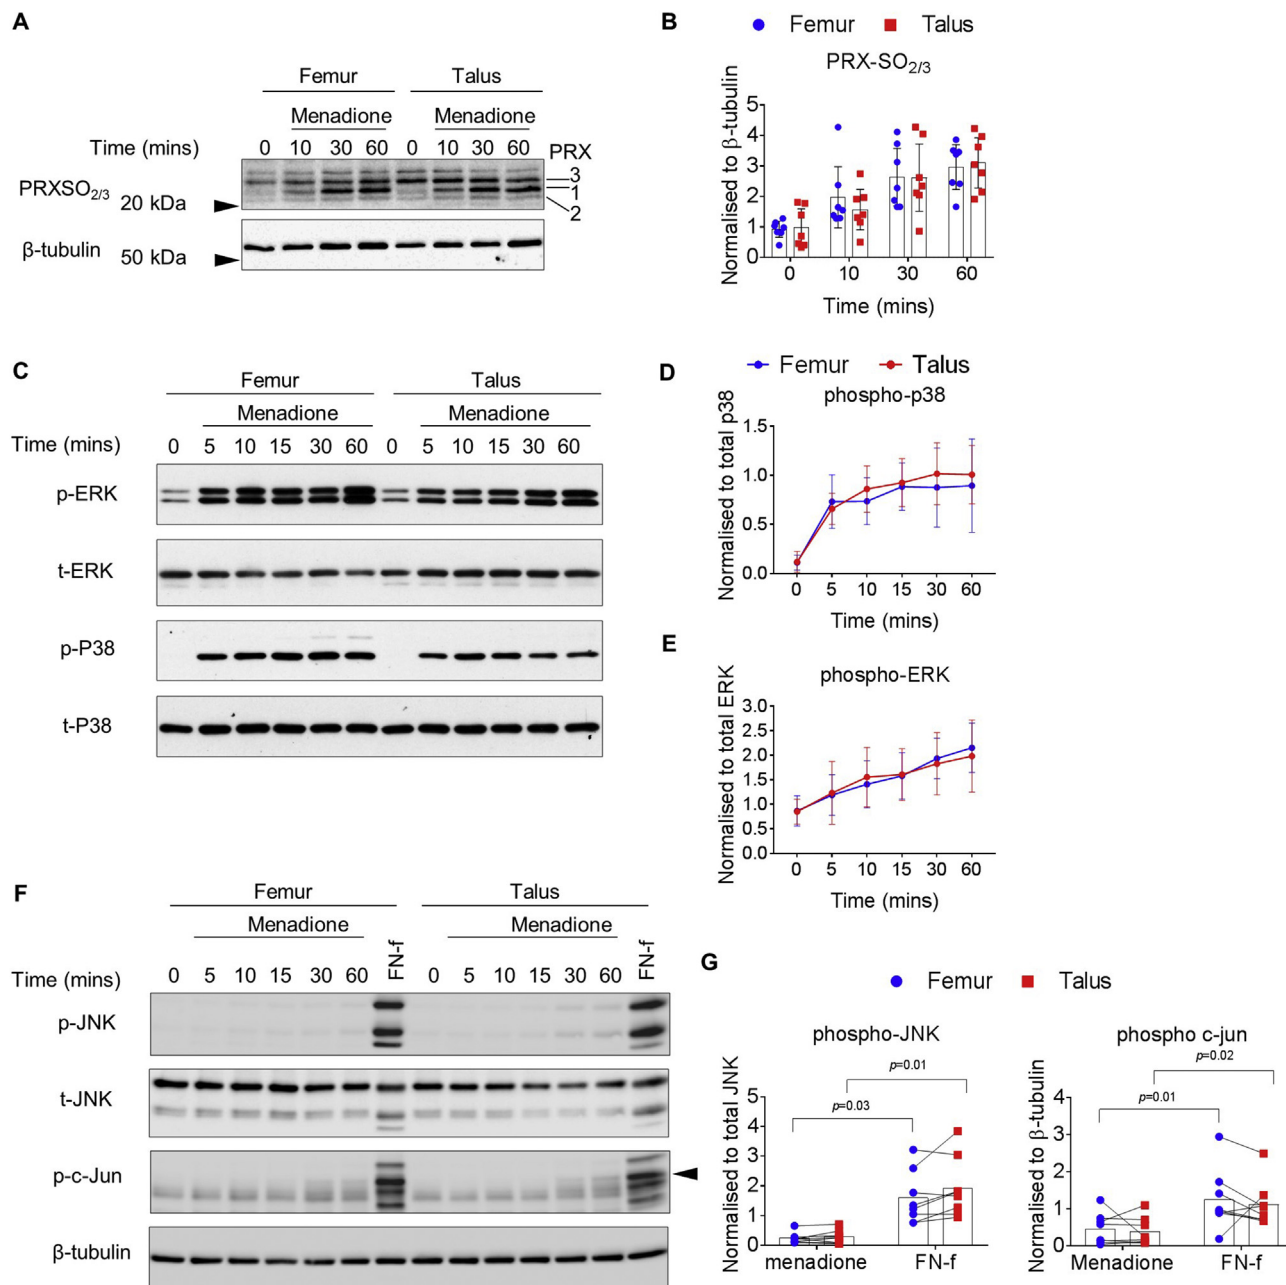 A
Femur Talus
Menadione Menadione
Time (mins) 0 10 30 60 0 10 30 60 PRX
PRXSO2/3
3
1
2
20 kDa
β-tubulin 50 kDa
B
Femur Talus
PRX-SO2/3
Normalised to β-tubulin
5
4
3
2
1
0
0 10 30 60
Time (mins)
C
Femur Talus
Menadione Menadione
Time (mins) 0 5 10 15 30 60 0 5 10 15 30 60
p-ERK
t-ERK
p-P38
t-P38
D
Femur Talus
phospho-p38
Normalised to total p38
1.5
1.0
0.5
0.0
0 5 10 15 30 60
Time (mins)
E
phospho-ERK
Normalised to total ERK
3.0
2.5
2.0
1.5
1.0
0.5
0.0
0 5 10 15 30 60
Time (mins)
F
Femur Talus
Menadione FN-f Menadione FN-f
Time (mins) 0 5 10 15 30 60 0 5 10 15 30 60
p-JNK
t-JNK
p-c-Jun
β-tubulin
G
Femur Talus
phospho-JNK
Normalised to total JNK
p=0.01
p=0.03
5
4
3
2
1
0
menadione FN-f
phospho c-jun
Normalised to β-tubulin
p=0.02
p=0.01
4
3
2
1
0
Menadione FN-f